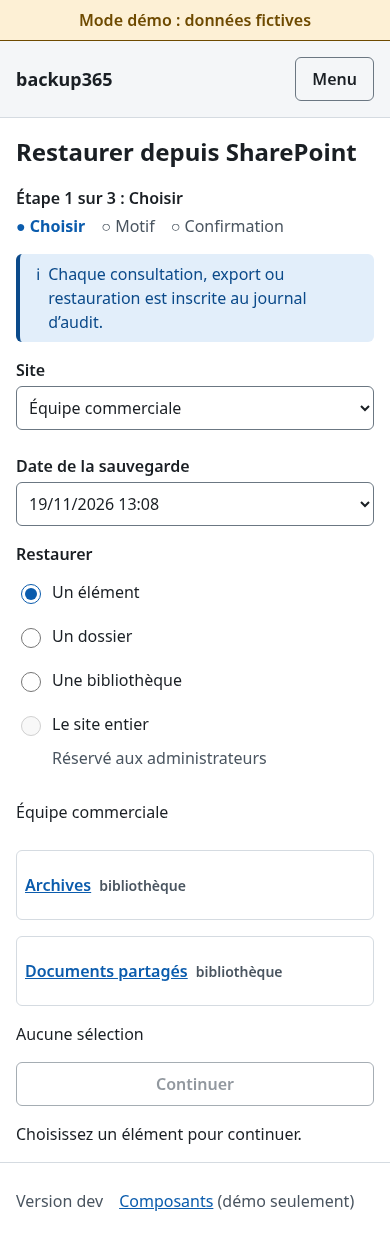 Mode démo : données fictives
backup365
Menu
Restaurer depuis SharePoint
Étape 1 sur 3 : Choisir
● Choisir ○ Motif ○ Confirmation
i Chaque consultation, export ou
restauration est inscrite au journal
d’audit.
Site
Équipe commerciale
Date de la sauvegarde
19/11/2026 13:08
Restaurer
Un élément
Un dossier
Une bibliothèque
Le site entier
Réservé aux administrateurs
Équipe commerciale
Archives bibliothèque
Documents partagés bibliothèque
Aucune sélection
Continuer
Choisissez un élément pour continuer.
Version dev Composants (démo seulement)